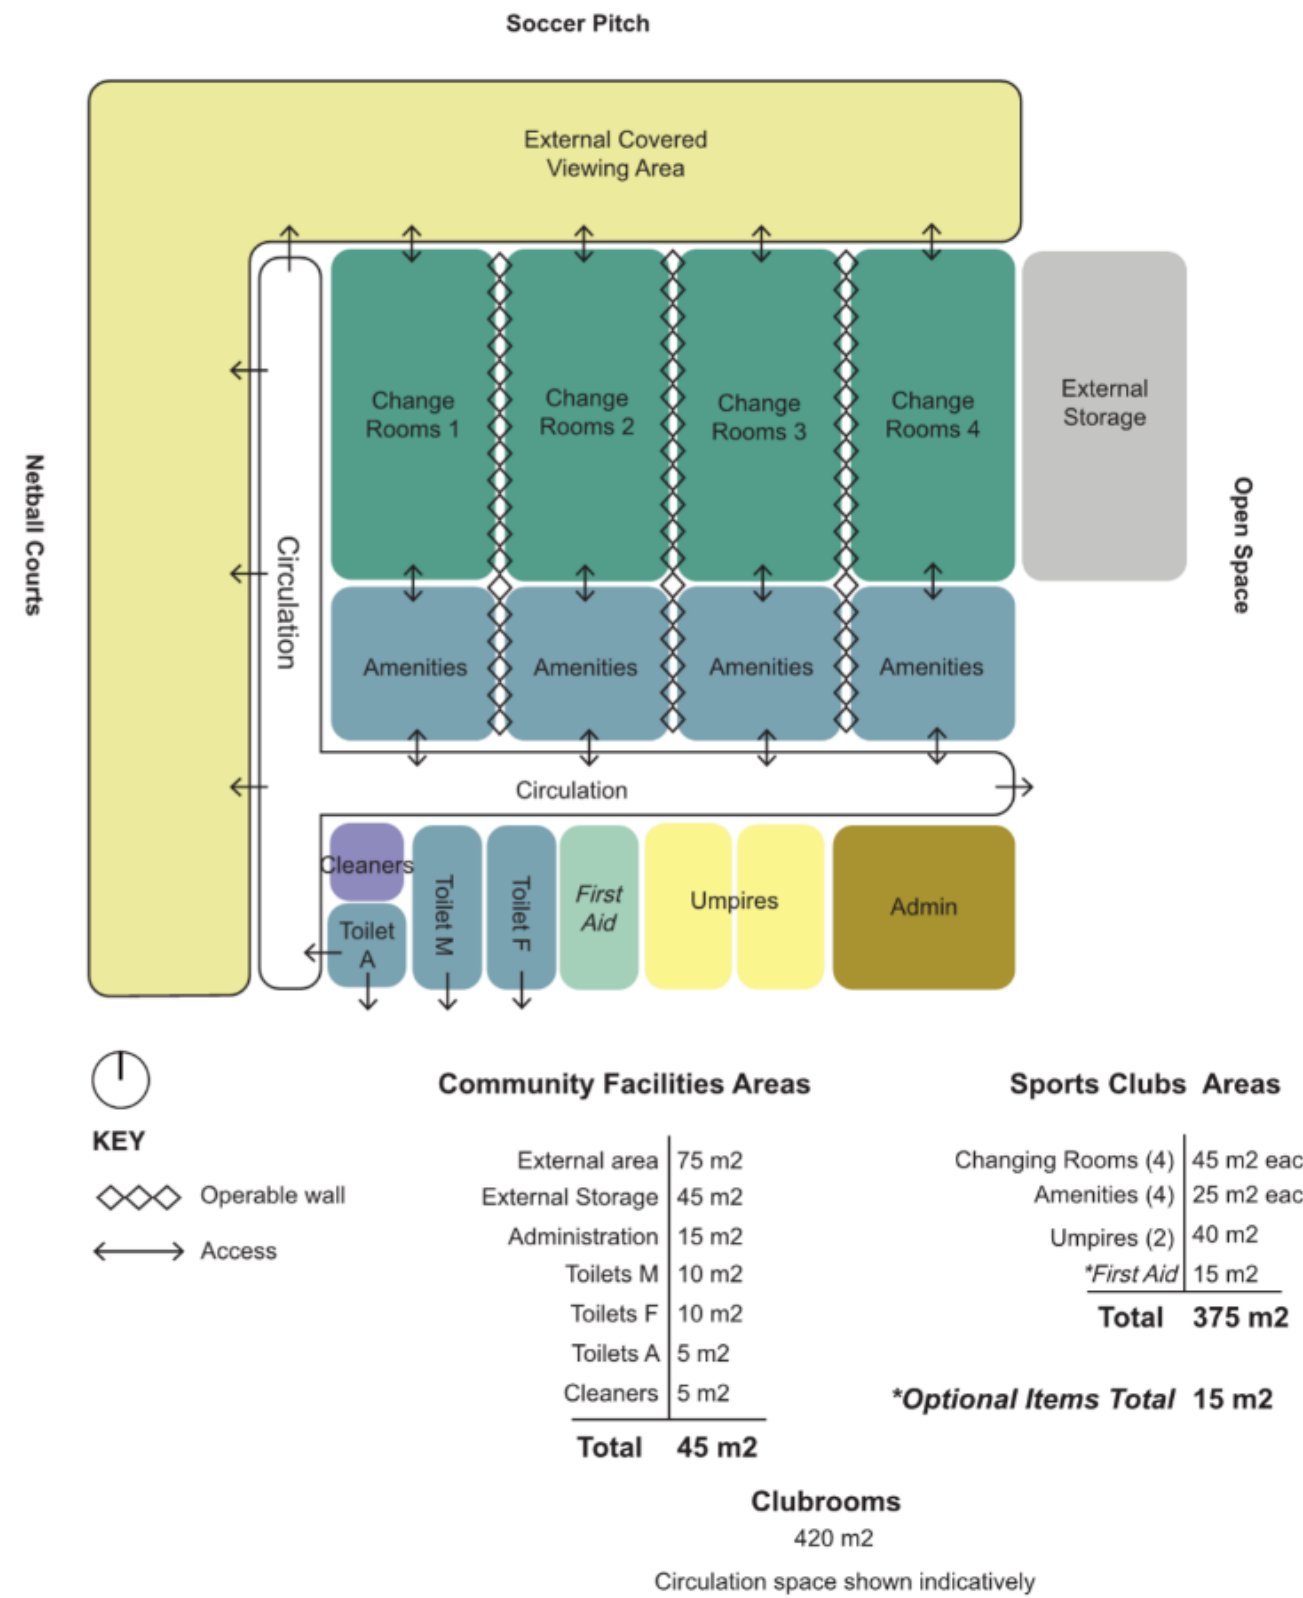 Soccer Pitch
External Covered
Viewing Area
Netball Courts
Circulation
Change
Rooms 1
Change
Rooms 2
Change
Rooms 3
Change
Rooms 4
External
Storage
Open Space
Amenities
Amenities
Amenities
Amenities
Circulation
Cleaners
Toilet
A
Toilet M
Toilet F
First
Aid
Umpires
Admin
KEY
Operable wall
Access
Community Facilities Areas
External area 75 m2
External Storage 45 m2
Administration 15 m2
Toilets M 10 m2
Toilets F 10 m2
Toilets A 5 m2
Cleaners 5 m2
Total 45 m2
Sports Clubs Areas
Changing Rooms (4) 45 m2 eac
Amenities (4) 25 m2 eac
Umpires (2) 40 m2
*First Aid 15 m2
Total 375 m2
*Optional Items Total 15 m2
Clubrooms
420 m2
Circulation space shown indicatively